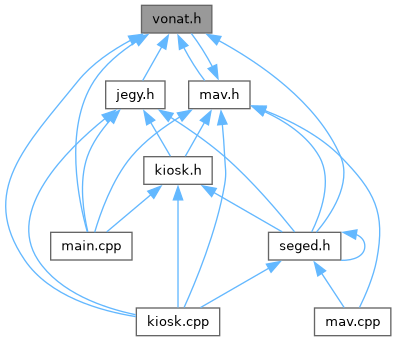 vonat.h
jegy.h
mav.h
kiosk.h
main.cpp
seged.h
kiosk.cpp
mav.cpp